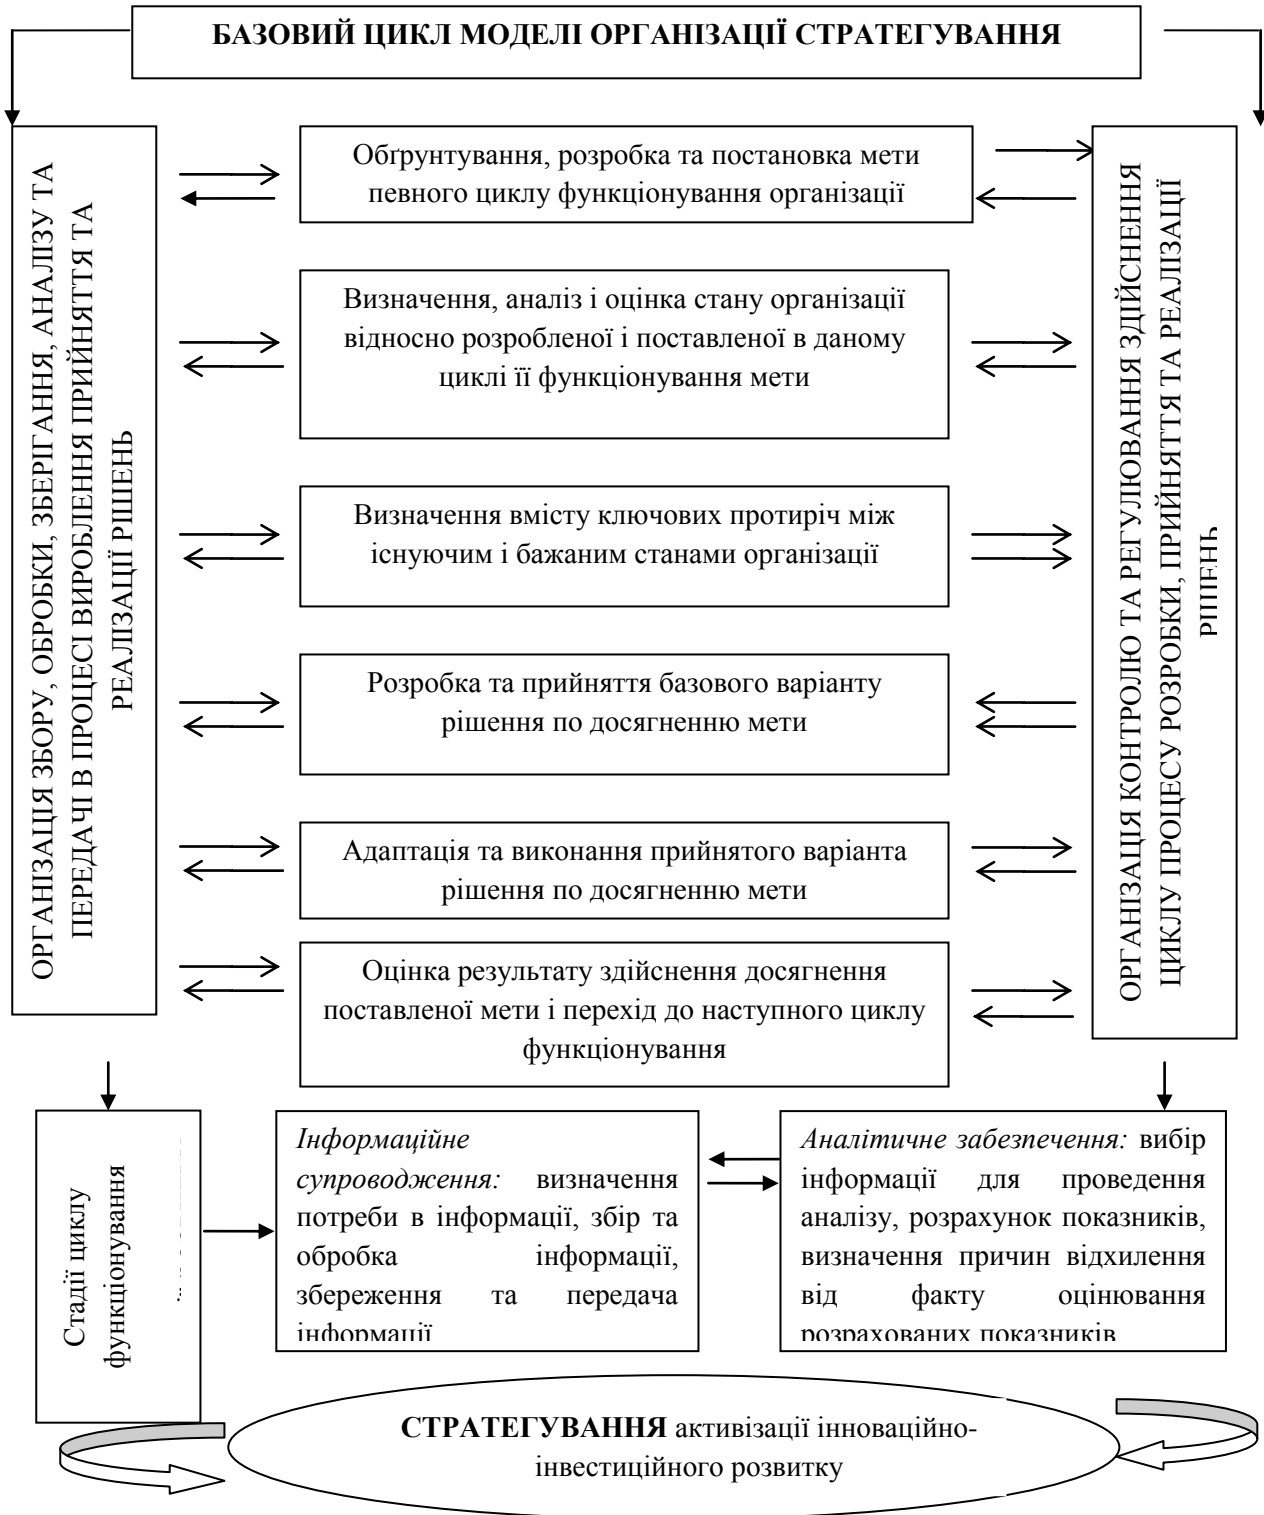 БАЗОВИЙ ЦИКЛ МОДЕЛІ ОРГАНІЗАЦІЇ СТРАТЕГУВАННЯ
ОРГАНІЗАЦІЯ ЗБОРУ, ОБРОБКИ, ЗБЕРІГАННЯ, АНАЛІЗУ ТА
ПЕРЕДАЧІ В ПРОЦЕСІ ВИРОБЛЕННЯ ПРИЙНЯТТЯ ТА
РЕАЛІЗАЦІЇ РІШЕНЬ
Обґрунтування, розробка та постановка мети
певного циклу функціонування організації
Визначення, аналіз і оцінка стану організації
відносно розробленої і поставленої в даному
циклі її функціонування мети
Визначення вмісту ключових протиріч між
існуючим і бажаним станами організації
Розробка та прийняття базового варіанту
рішення по досягненню мети
Адаптація та виконання прийнятого варіанта
рішення по досягненню мети
Оцінка результату здійснення досягнення
поставленої мети і перехід до наступного циклу
функціонування
ОРГАНІЗАЦІЯ КОНТРОЛЮ ТА РЕГУЛЮВАННЯ ЗДІЙСНЕННЯ
ЦИКЛУ ПРОЦЕСУ РОЗРОБКИ, ПРИЙНЯТТЯ ТА РЕАЛІЗАЦІЇ
РІШЕНЬ
Стадії циклу
функціонування
Інформаційне
супроводження: визначення
потреби в інформації, збір та
обробка інформації,
збереження та передача
інформації
Аналітичне забезпечення: вибір
інформації для проведення
аналізу, розрахунок показників,
визначення причин відхилення
від факту оцінювання
розрахованих показників
СТРАТЕГУВАННЯ активізації інноваційно-
інвестиційного розвитку